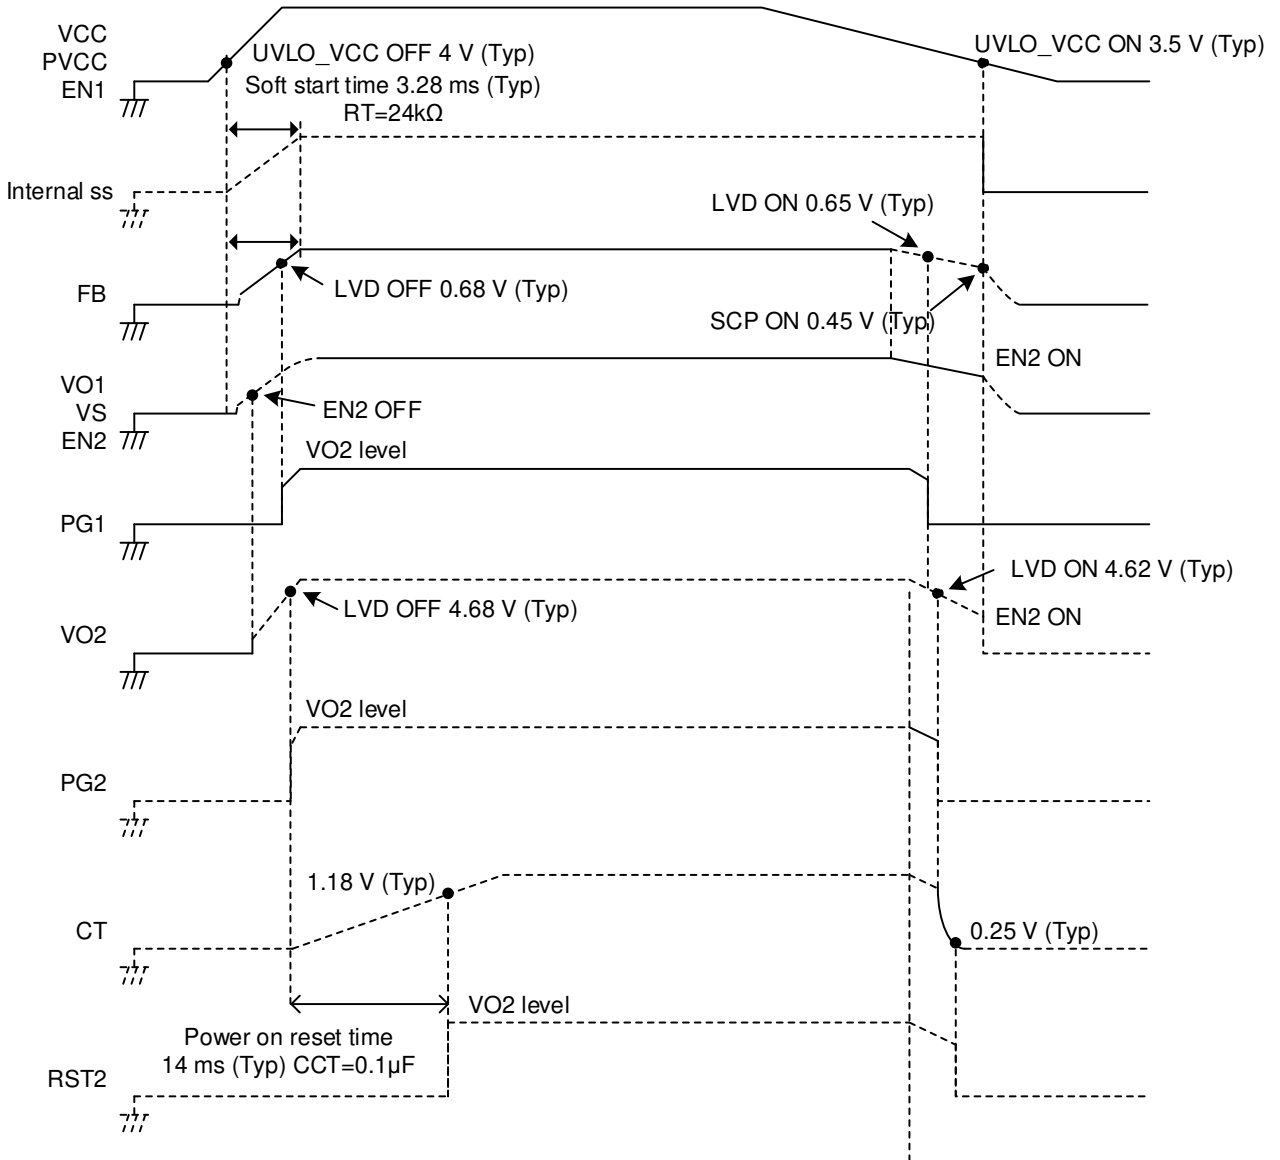 VCC
PVCC
EN1
UVLO_VCC OFF 4 V (Typ)
Soft start time 3.28 ms (Typ)
RT=24kΩ
UVLO_VCC ON 3.5 V (Typ)
Internal ss
LVD ON 0.65 V (Typ)
FB
LVD OFF 0.68 V (Typ)
SCP ON 0.45 V (Typ)
VO1
VS
EN2
EN2 OFF
EN2 ON
VO2 level
PG1
LVD ON 4.62 V (Typ)
LVD OFF 4.68 V (Typ)
EN2 ON
VO2
VO2 level
PG2
1.18 V (Typ)
CT
0.25 V (Typ)
VO2 level
Power on reset time
14 ms (Typ) CCT=0.1µF
RST2